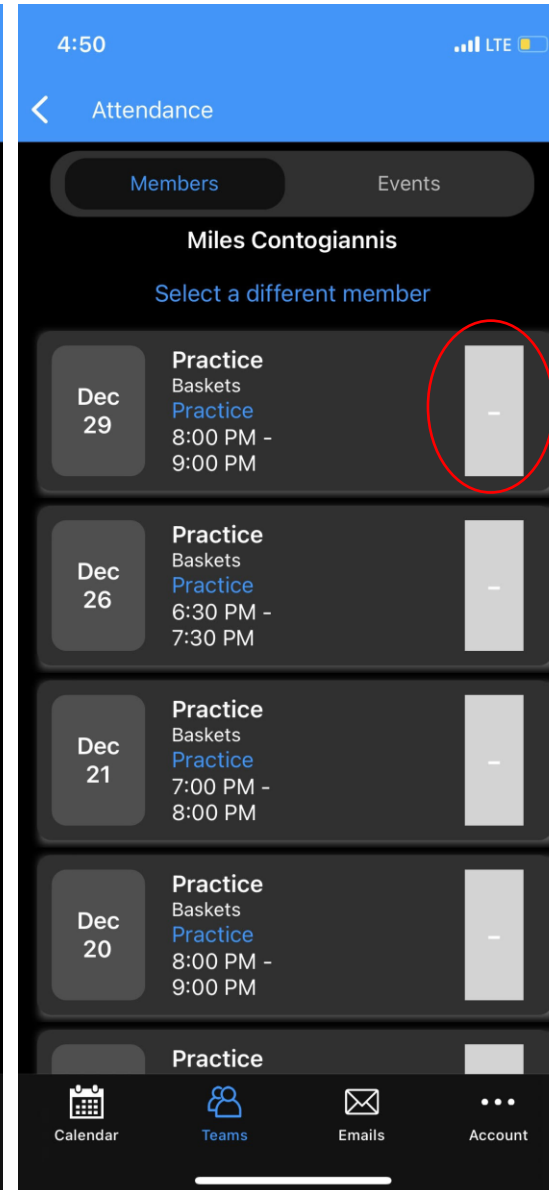 4:50
LTE
Attendance
Members
Events
Miles Contogiannis
Select a different member
Dec
29
Practice
Baskets
Practice
8:00 PM -
9:00 PM
-
Dec
26
Practice
Baskets
Practice
6:30 PM -
7:30 PM
-
Dec
21
Practice
Baskets
Practice
7:00 PM -
8:00 PM
-
Dec
20
Practice
Baskets
Practice
8:00 PM -
9:00 PM
-
Practice
Calendar
Teams
Emails
Account